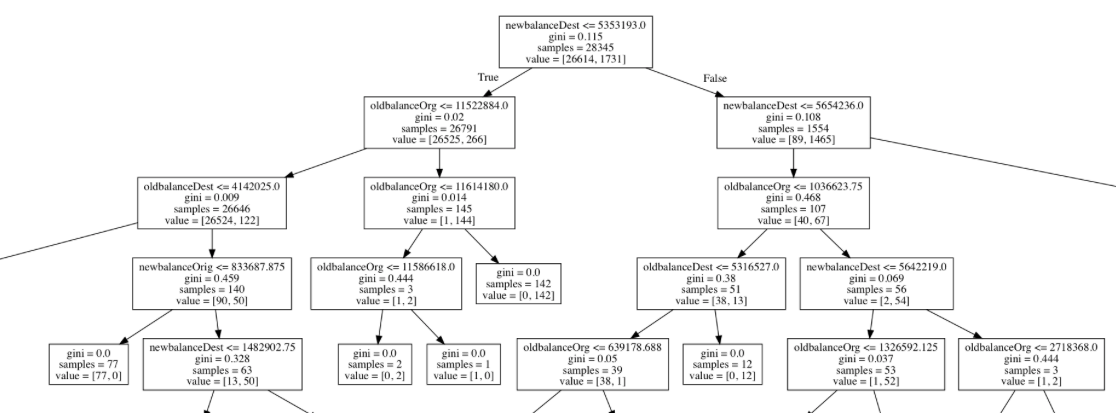 newbalanceDest <= 5353193.0
gini = 0.115
samples = 28345
value = [26614, 1731]
True
False
oldbalanceOrg <= 11522884.0
gini = 0.02
samples = 26791
value = [26525, 266]
newbalanceDest <= 5654236.0
gini = 0.108
samples = 1554
value = [89, 1465]
oldbalanceDest <= 4142025.0
gini = 0.009
samples = 26646
value = [26524, 122]
oldbalanceOrg <= 11614180.0
gini = 0.014
samples = 145
value = [1, 144]
oldbalanceOrg <= 1036623.75
gini = 0.468
samples = 107
value = [40, 67]
newbalanceOrig <= 833687.875
gini = 0.459
samples = 140
value = [90, 50]
oldbalanceOrg <= 11586618.0
gini = 0.444
samples = 3
value = [1, 2]
gini = 0.0
samples = 142
value = [0, 142]
oldbalanceDest <= 5316527.0
gini = 0.38
samples = 51
value = [38, 13]
newbalanceDest <= 5642219.0
gini = 0.069
samples = 56
value = [2, 54]
gini = 0.0
samples = 77
value = [77, 0]
newbalanceDest <= 1482902.75
gini = 0.328
samples = 63
value = [13, 50]
gini = 0.0
samples = 2
value = [0, 2]
gini = 0.0
samples = 1
value = [1, 0]
oldbalanceOrg <= 639178.688
gini = 0.05
samples = 39
value = [38, 1]
gini = 0.0
samples = 12
value = [0, 12]
oldbalanceOrg <= 1326592.125
gini = 0.037
samples = 53
value = [1, 52]
oldbalanceOrg <= 2718368.0
gini = 0.444
samples = 3
value = [1, 2]